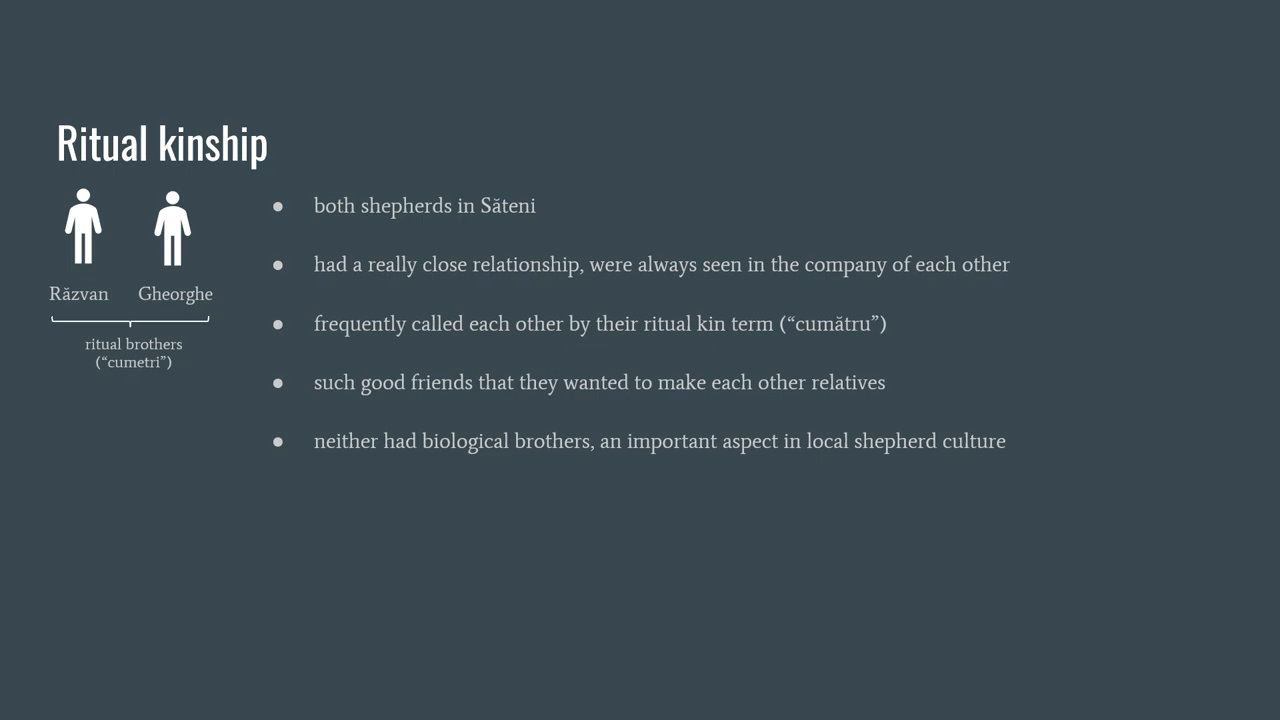 Ritual kinship
Răzvan
Gheorghe
ritual brothers
(“cumetri”)
● both shepherds in Săteni
● had a really close relationship, were always seen in the company of each other
● frequently called each other by their ritual kin term (“cumătru”)
● such good friends that they wanted to make each other relatives
● neither had biological brothers, an important aspect in local shepherd culture